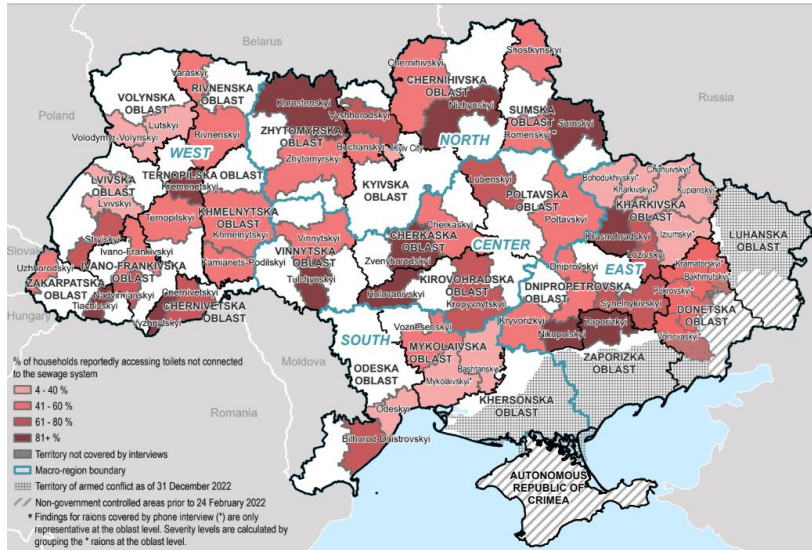 Belarus
Poland
Russia
Slovakia
Hungary
Moldova
Romania
VOLYNSKA
OBLAST
Varaskyi
RIVNENSKA
OBLAST
Lutskyi
Volodymyr-Volynskyi
Rivnenskyi
Korostenskyi
ZHYTOMYRSKA
OBLAST
Zhytomyrskyi
Vyshhorodskyi
Buchanskyi
Kyiv City
KYIVSKA
OBLAST
Chernihivskyi
CHERNIHIVSKA
OBLAST
Nizhynskyi
NORTH
Shostkynskyi
SUMSKA
OBLAST
Romenskyi*
Sumskyi
WEST
LVIVSKA
OBLAST
Lvivskyi
Stryiskyi
TERNOPILSKA OBLAST
Kremenetskyi
Ternopilskyi
KHMELNYTSKA
OBLAST
Khmelnytskyi
Kamianets-Podilskyi
Ivano-Frankivskyi
IVANO-FRANKIVSKA
OBLAST
Nadvirnianskyi
Uzhhorodskyi
ZAKARPATSKA
OBLAST
Tiachivskyi
Vyzhnytskyi
Chernivetskyi
CHERNIVETSKA
OBLAST
Vinnytskyi
VINNYTSKA
OBLAST
Tulchynskyi
CHERKASKA
OBLAST
Cherkaskyi
Zvenyhorodskyi
Holovanivskyi
KIROVOHRADSKA
OBLAST
Kropyvnytskyi
CENTER
Lubenskyi
POLTAVSKA
OBLAST
Poltavskyi
Bohodukhivskyi*
Chuhuivskyi*
Kharkivskyi*
Kupianskyi*
KHARKIVSKA
OBLAST
Krasnohradskyi
Iziumskyi*
Lozivskyi
LUHANSKA
OBLAST
EAST
Dniprovskyi
DNIPROPETROVSKA
OBLAST
Synelnykivskyi
Kryvorizkyi
Nikopolskyi
Kramatorskyi*
Bakhmutskyi*
Pokrovskyi*
DONETSKA
OBLAST
Volnovaskyi*
Zaporizkyi
ZAPORIZKA
OBLAST
SOUTH
Voznesenskyi
MYKOLAIVSKA
OBLAST
Bashtanskyi*
Mykolaivskyi*
ODESKA
OBLAST
Odeskyi
Bilhorod-Dnistrovskyi
KHERSONSKA
OBLAST
AUTONOMOUS
REPUBLIC OF
CRIMEA
% of households reportedly accessing toilets not connected
to the sewage system
4 - 40 %
41 - 60 %
61 - 80 %
81+ %
Territory not covered by interviews
Macro-region boundary
Territory of armed conflict as of 31 December 2022
Non-government controlled areas prior to 24 February 2022
* Findings for raions covered by phone interview (*) are only
representative at the oblast level. Severity levels are calculated by
grouping the * raions at the oblast level.